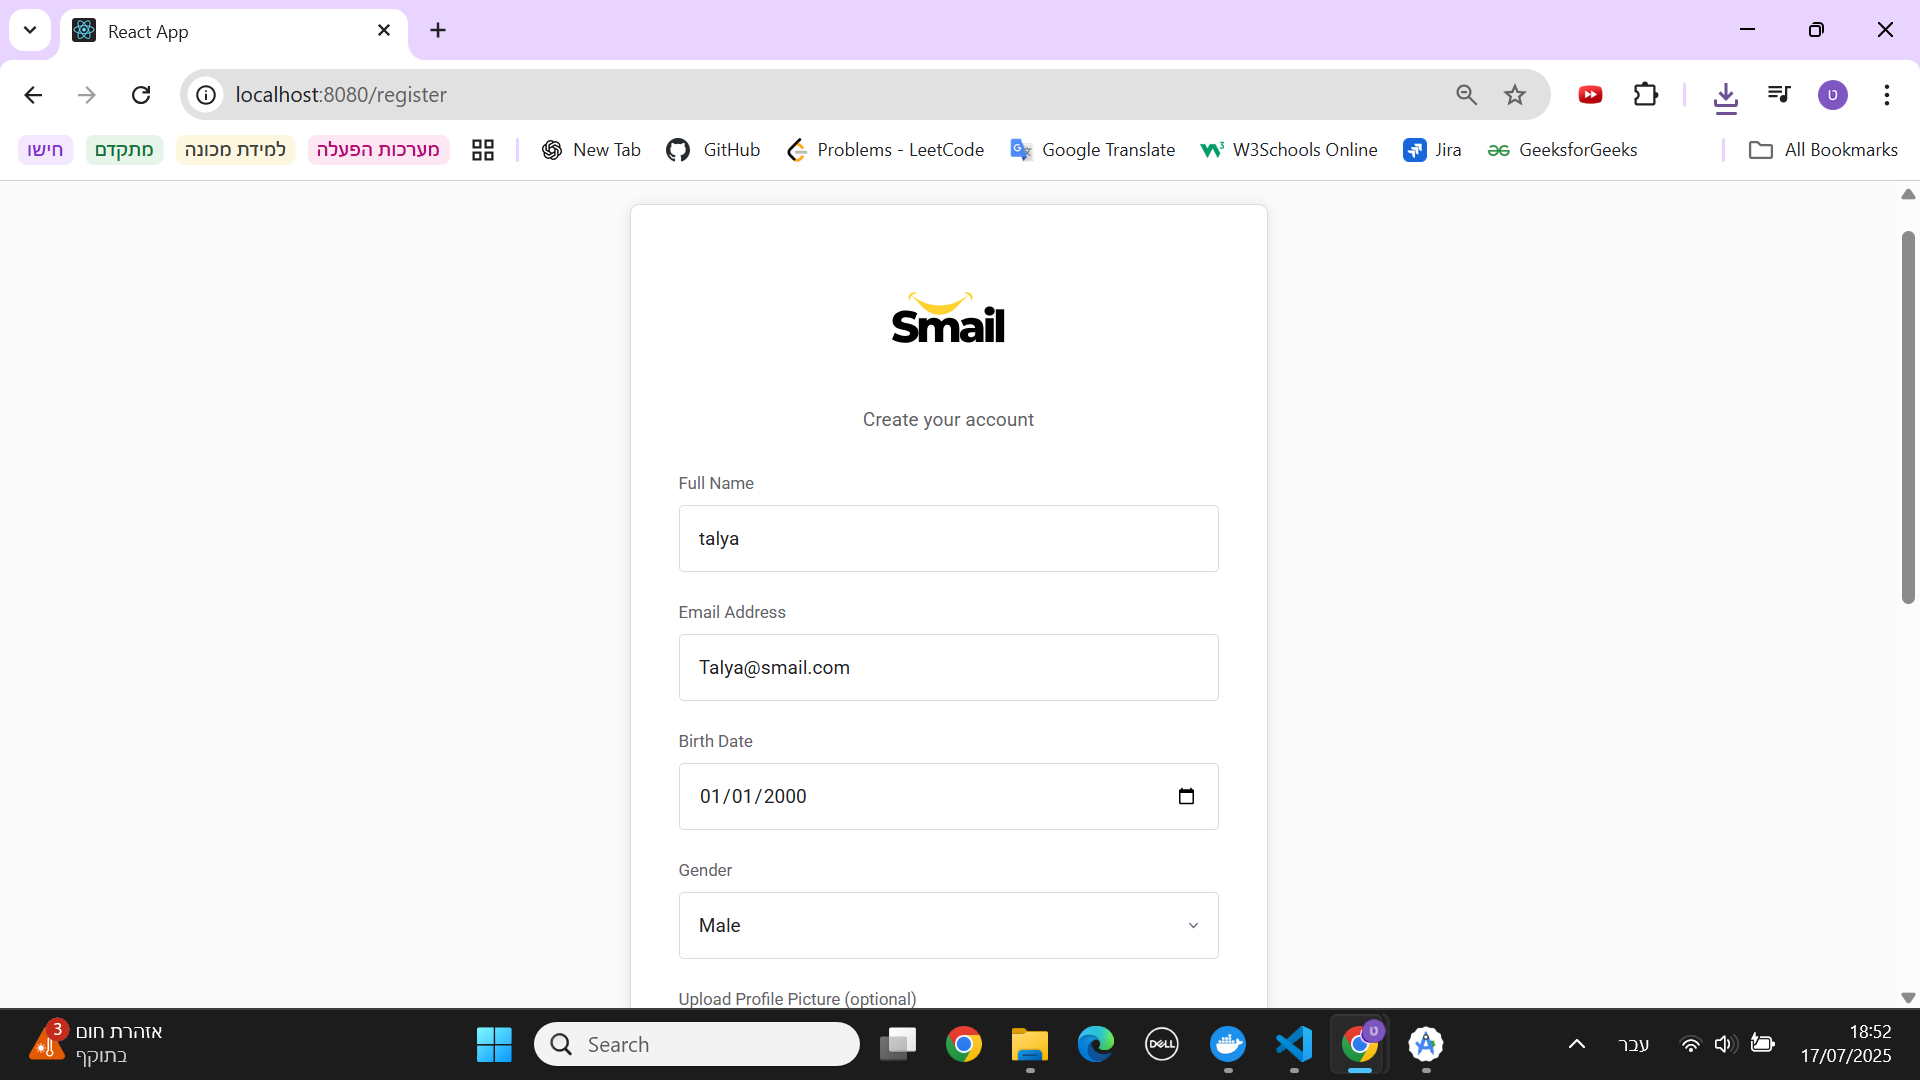 React App
localhost:8080/register
ט
חישו
מתקדם
למידת מכונה
מערכות הפעלה
New Tab
GitHub
Problems - LeetCode
Google Translate
W3Schools Online
Jira
GeeksforGeeks
All Bookmarks
Smail
Create your account
Full Name
talya
Email Address
Talya@smail.com
Birth Date
01/01/2000
Gender
Male
Upload Profile Picture (optional)
3
אזהרת חום
בתוקף
Search
DELL
ט
עבר
18:52
17/07/2025